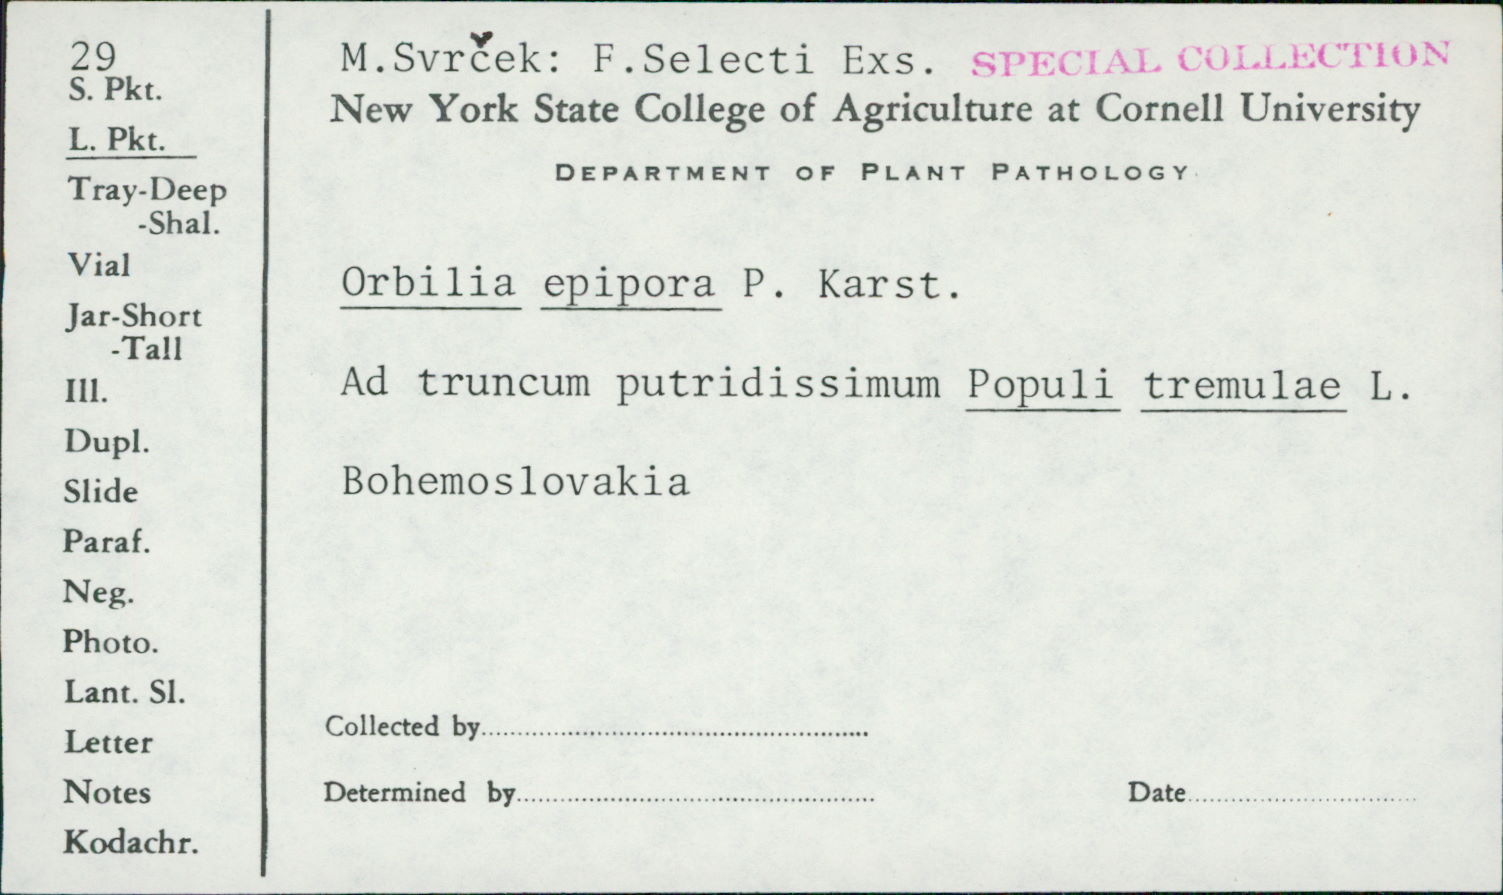 29
S. Pkt.
L. Pkt.
Tray-Deep
-Shal.
Vial
Jar-Short
-Tall
Ill.
Dupl.
Slide
Paraf.
Neg.
Photo.
Lant. Sl.
Letter
Notes
Kodachr.
M.Svrček: F.Selecti Exs. SPECIAL COLLECTION
New York State College of Agriculture at Cornell University
DEPARTMENT OF PLANT PATHOLOGY
Orbilia epipora P. Karst.
Ad truncum putridissimum Populi tremulae L.
Bohemoslovakia
Collected by
Determined by Date